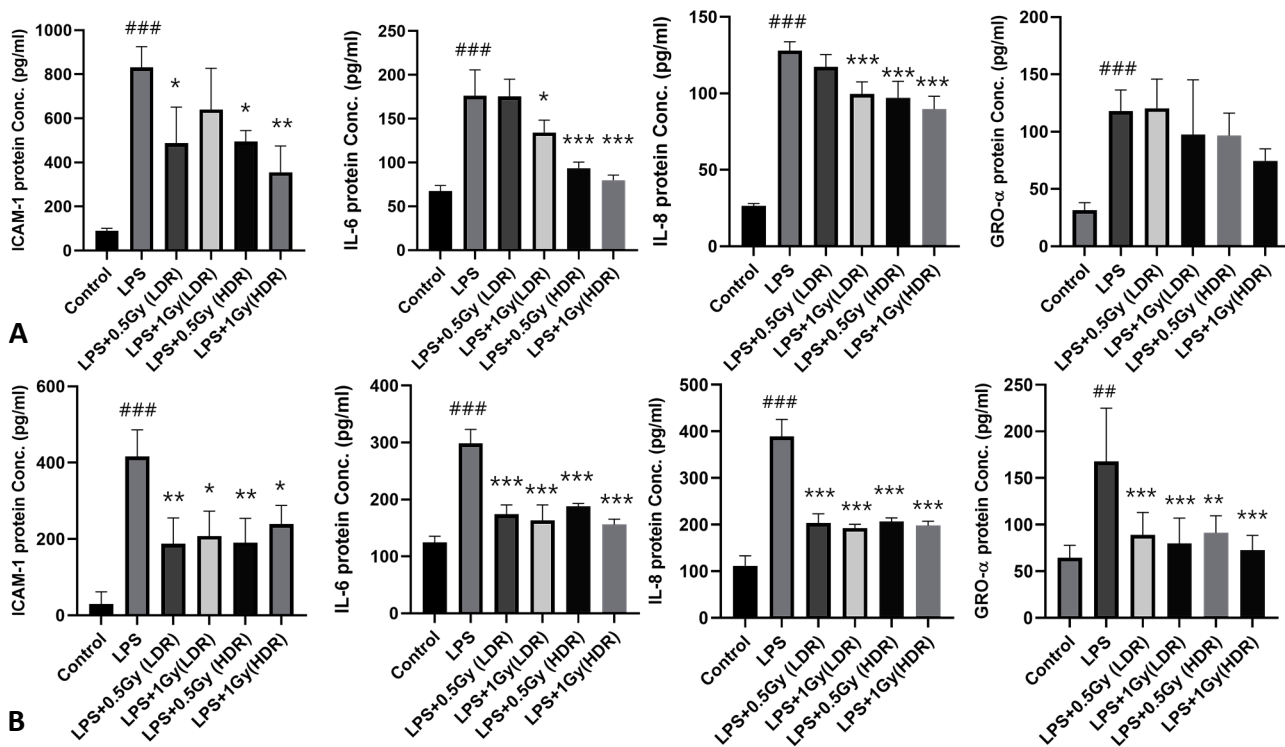 A
ICAM-1 protein Conc. (pg/ml)
1000
800
600
400
200
0
###
*
*
**
Control
LPS
LPS+0.5Gy (LDR)
LPS+1Gy(LDR)
LPS+0.5Gy (HDR)
LPS+1Gy(HDR)
IL-6 protein Conc. (pg/ml)
250
200
150
100
50
0
###
*
***
***
Control
LPS
LPS+0.5Gy (LDR)
LPS+1Gy(LDR)
LPS+0.5Gy (HDR)
LPS+1Gy(HDR)
IL-8 protein Conc. (pg/ml)
150
100
50
0
###
***
***
***
Control
LPS
LPS+0.5Gy (LDR)
LPS+1Gy(LDR)
LPS+0.5Gy (HDR)
LPS+1Gy(HDR)
GRO-α protein Conc. (pg/ml)
200
150
100
50
0
###
Control
LPS
LPS+0.5Gy (LDR)
LPS+1Gy(LDR)
LPS+0.5Gy (HDR)
LPS+1Gy(HDR)
B
ICAM-1 protein Conc. (pg/ml)
600
400
200
0
###
**
*
**
*
Control
LPS
LPS+0.5Gy (LDR)
LPS+1Gy(LDR)
LPS+0.5Gy (HDR)
LPS+1Gy(HDR)
IL-6 protein Conc. (pg/ml)
400
300
200
100
0
###
***
***
***
***
Control
LPS
LPS+0.5Gy (LDR)
LPS+1Gy(LDR)
LPS+0.5Gy (HDR)
LPS+1Gy(HDR)
IL-8 protein Conc. (pg/ml)
500
400
300
200
100
0
###
***
***
***
***
Control
LPS
LPS+0.5Gy (LDR)
LPS+1Gy(LDR)
LPS+0.5Gy (HDR)
LPS+1Gy(HDR)
GRO-α protein Conc. (pg/ml)
250
200
150
100
50
0
##
***
***
**
***
Control
LPS
LPS+0.5Gy (LDR)
LPS+1Gy(LDR)
LPS+0.5Gy (HDR)
LPS+1Gy(HDR)